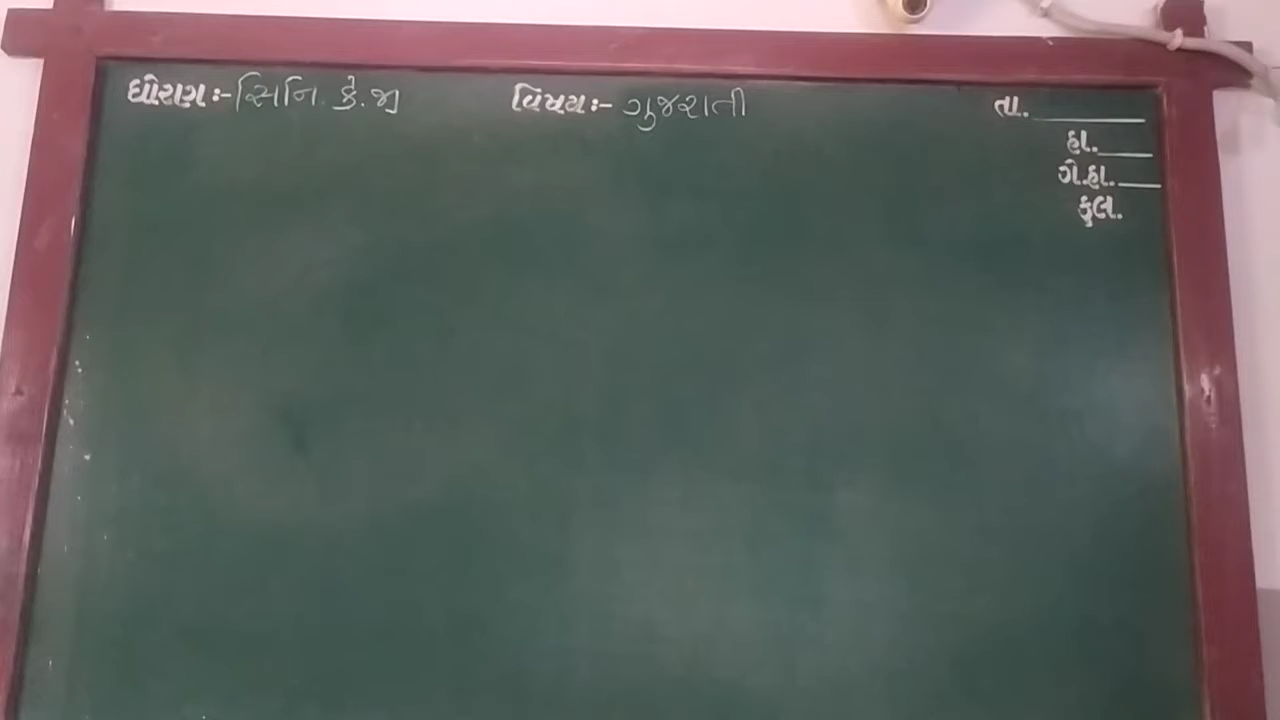 ધોરણ:- સિનિ. કે.જી વિષય:- ગુજરાતી તા.
હા.
ગે.હા.
કુલ.